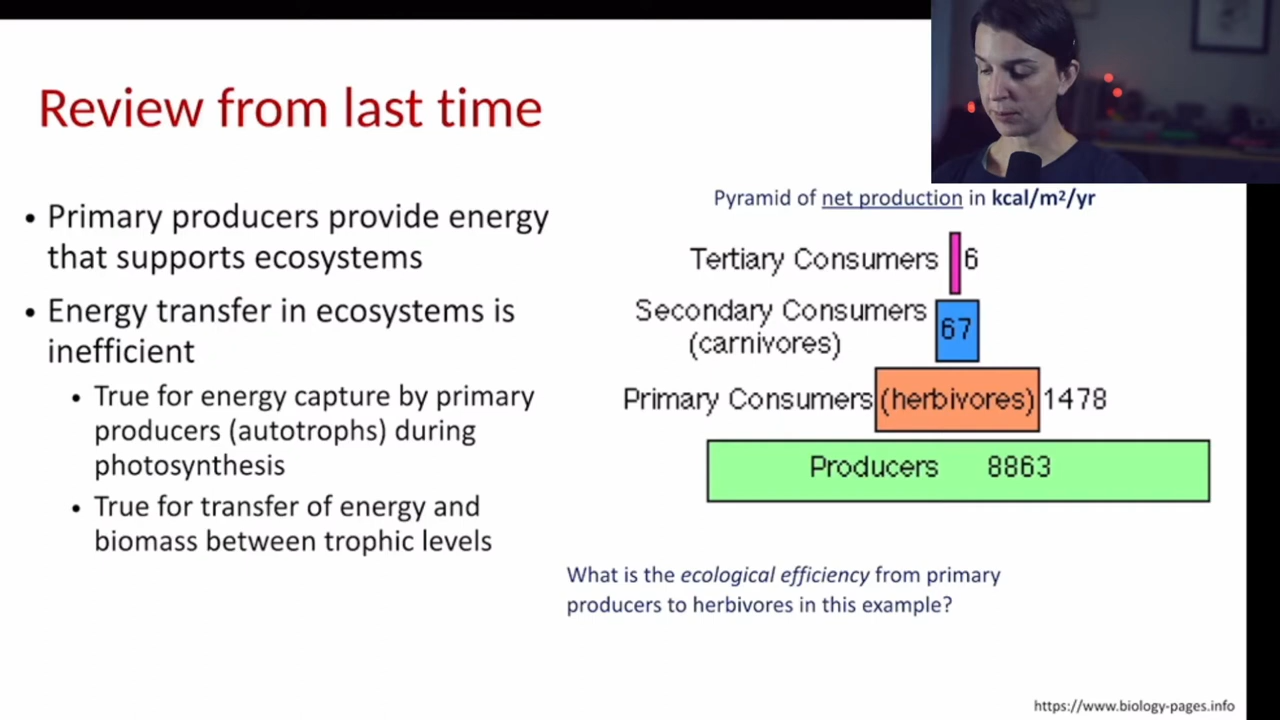 Review from last time
• Primary producers provide energy
that supports ecosystems
• Energy transfer in ecosystems is
inefficient
• True for energy capture by primary
producers (autotrophs) during
photosynthesis
• True for transfer of energy and
biomass between trophic levels
Pyramid of net production in kcal/m²/yr
Tertiary Consumers 6
Secondary Consumers
(carnivores) 67
Primary Consumers (herbivores) 1478
Producers 8863
What is the ecological efficiency from primary
producers to herbivores in this example?
https://www.biology-pages.info